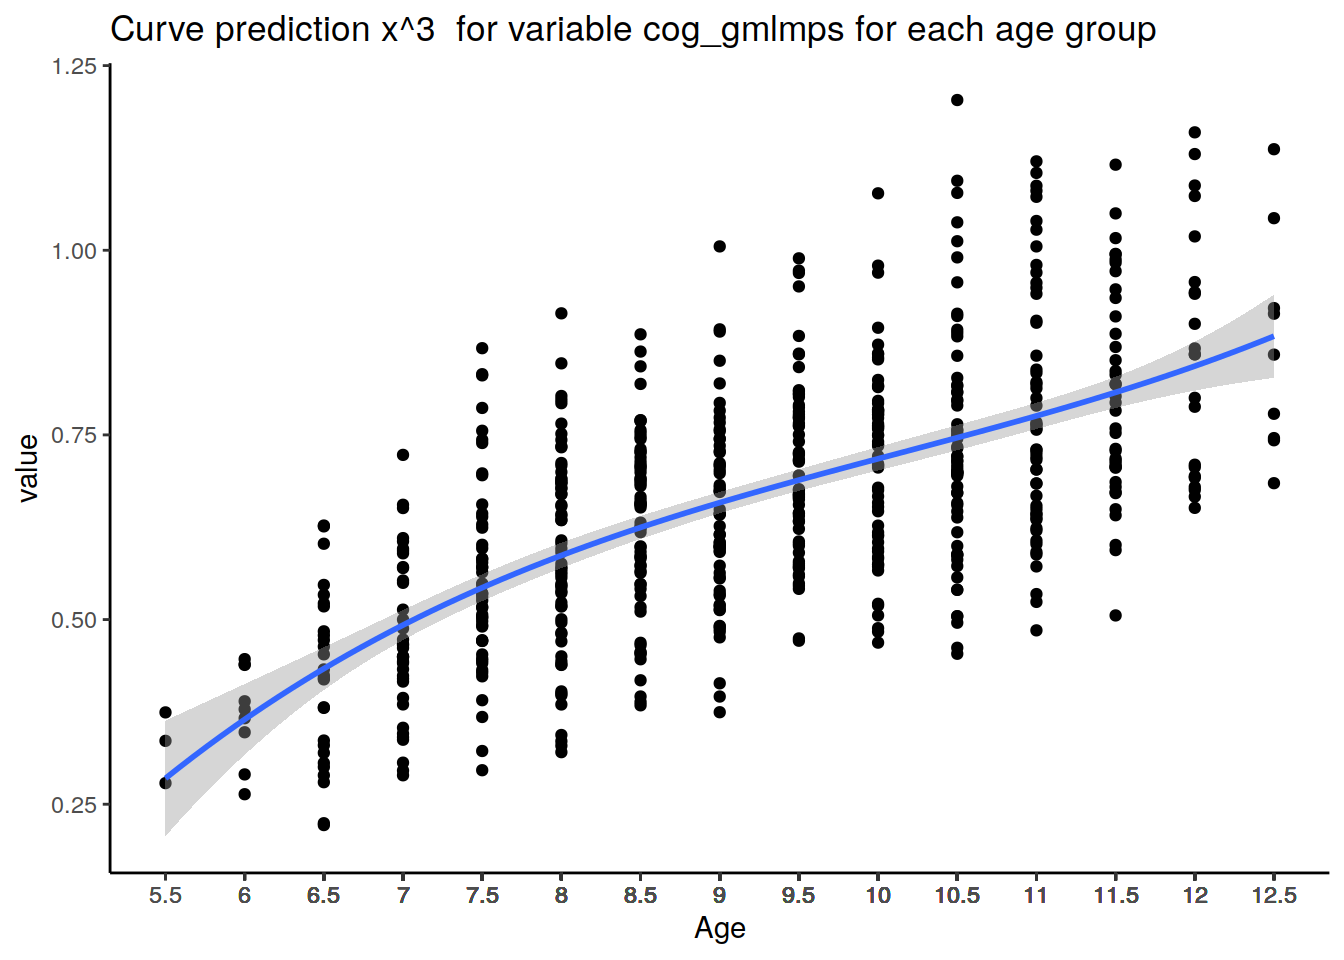 Curve prediction x^3  for variable cog_gmlmps for each age group
1.25
1.00
0.75
0.50
0.25
value
5.5 6 6.5 7 7.5 8 8.5 9 9.5 10 10.5 11 11.5 12 12.5
Age